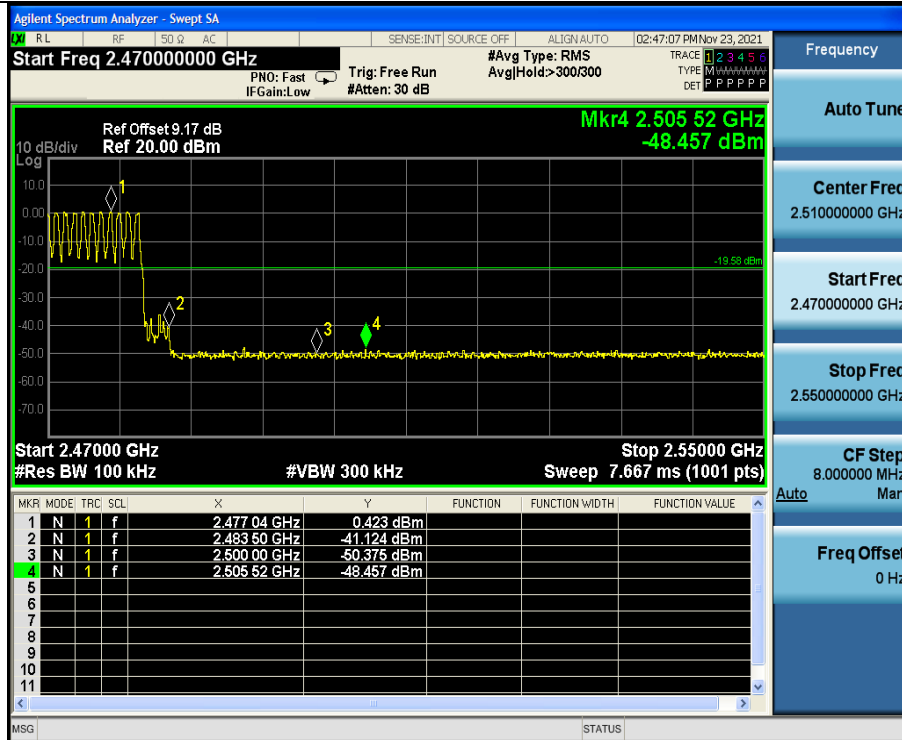 Agilent Spectrum Analyzer - Swept SA
LXI RL RF 50 Ω AC SENSE:INT SOURCE OFF ALIGN AUTO 02:47:07 PM Nov 23, 2021
Start Freq 2.470000000 GHz
PNO: Fast
IFGain:Low
Trig: Free Run
#Atten: 30 dB
#Avg Type: RMS
Avg|Hold:>300/300
TRACE 1 2 3 4 5 6
TYPE M
DET P P P P P P
Ref Offset 9.17 dB
10 dB/div Ref 20.00 dBm
Log
Mkr4 2.505 52 GHz
-48.457 dBm
10.0
0.00
-10.0
-20.0
-30.0
-40.0
-50.0
-60.0
-70.0
1
2
3
4
-19.58 dBm
Start 2.47000 GHz Stop 2.55000 GHz
#Res BW 100 kHz #VBW 300 kHz Sweep 7.667 ms (1001 pts)
MKR MODE TRC SCL X Y FUNCTION FUNCTION WIDTH FUNCTION VALUE
1 N 1 f 2.477 04 GHz 0.423 dBm
2 N 1 f 2.483 50 GHz -41.124 dBm
3 N 1 f 2.500 00 GHz -50.375 dBm
4 N 1 f 2.505 52 GHz -48.457 dBm
5
6
7
8
9
10
11
MSG STATUS
Frequency
Auto Tune
Center Freq
2.510000000 GHz
Start Freq
2.470000000 GHz
Stop Freq
2.550000000 GHz
CF Step
8.000000 MHz
Auto Man
Freq Offset
0 Hz